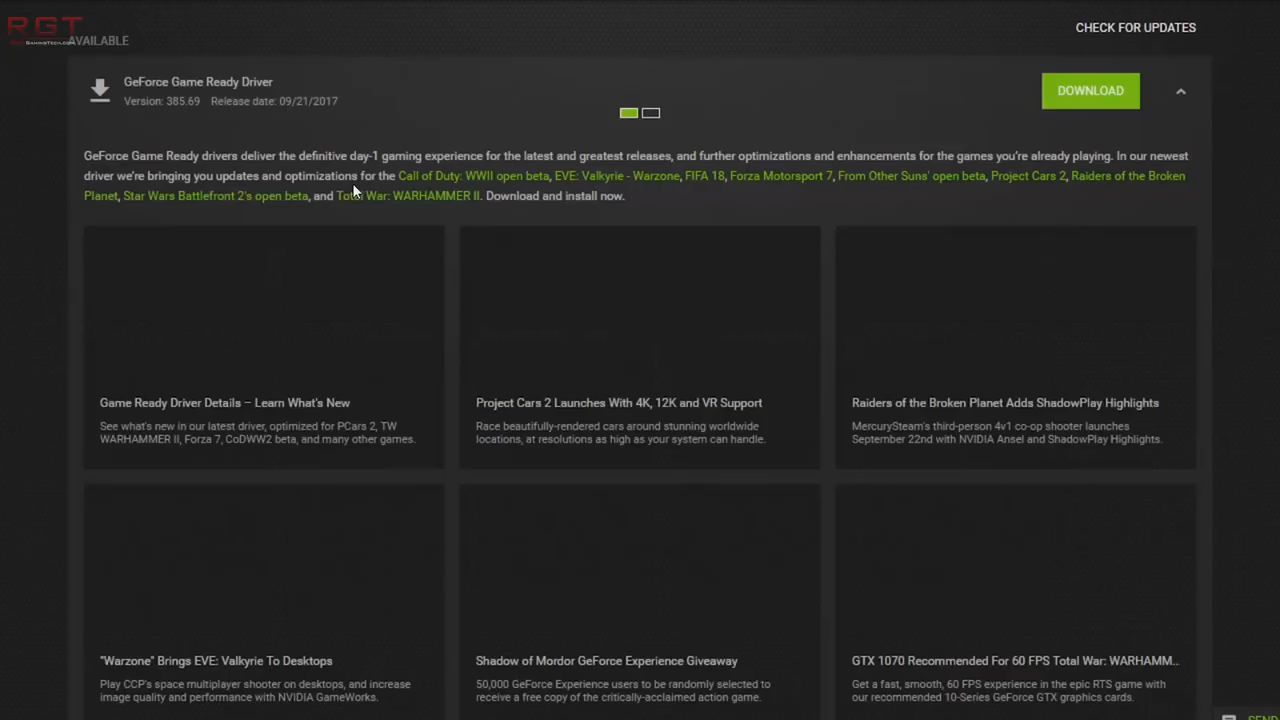 RGT
CHECK FOR UPDATES
AVAILABLE
GeForce Game Ready Driver
Version: 385.69 Release date: 09/21/2017
DOWNLOAD
GeForce Game Ready drivers deliver the definitive day-1 gaming experience for the latest and greatest releases, and further optimizations and enhancements for the games you're already playing. In our newest
driver we're bringing you updates and optimizations for the Call of Duty: WWII open beta, EVE: Valkyrie - Warzone, FIFA 18, Forza Motorsport 7, From Other Suns' open beta, Project Cars 2, Raiders of the Broken
Planet, Star Wars Battlefront 2's open beta, and Total War: WARHAMMER II. Download and install now.
Game Ready Driver Details – Learn What's New
See what's new in our latest driver, optimized for PCars 2, TW
WARHAMMER II, Forza 7, CoDWW2 beta, and many other games.
Project Cars 2 Launches With 4K, 12K and VR Support
Race beautifully-rendered cars around stunning worldwide
locations, at resolutions as high as your system can handle.
Raiders of the Broken Planet Adds ShadowPlay Highlights
MercurySteam's third-person 4v1 co-op shooter launches
September 22nd with NVIDIA Ansel and ShadowPlay Highlights.
"Warzone" Brings EVE: Valkyrie To Desktops
Play CCP's space multiplayer shooter on desktops, and increase
image quality and performance with NVIDIA GameWorks.
Shadow of Mordor GeForce Experience Giveaway
50,000 GeForce Experience users to be randomly selected to
receive a free copy of the critically-acclaimed action game.
GTX 1070 Recommended For 60 FPS Total War: WARHAMM...
Get a fast, smooth, 60 FPS experience in the epic RTS game with
our recommended 10-Series GeForce GTX graphics cards.